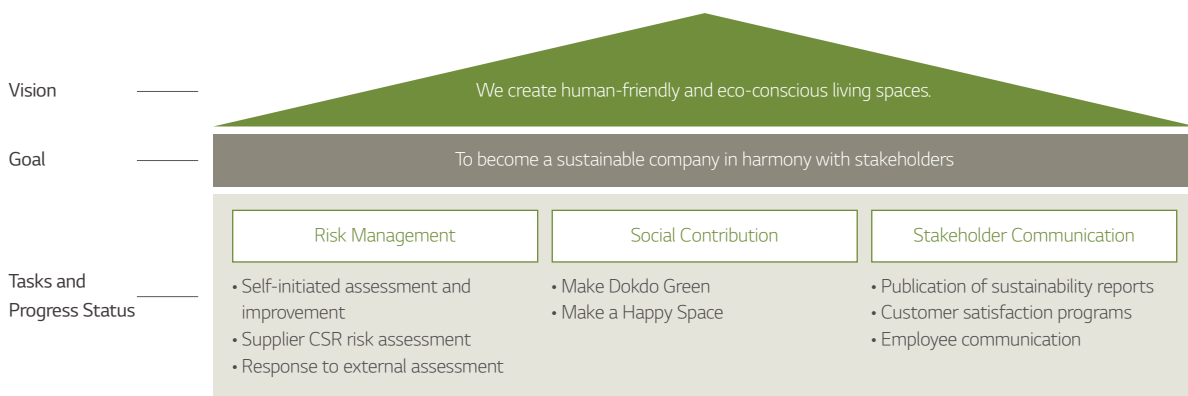 Vision
We create human-friendly and eco-conscious living spaces.
Goal
To become a sustainable company in harmony with stakeholders
Tasks and
Progress Status
Risk Management
• Self-initiated assessment and
improvement
• Supplier CSR risk assessment
• Response to external assessment
Social Contribution
• Make Dokdo Green
• Make a Happy Space
Stakeholder Communication
• Publication of sustainability reports
• Customer satisfaction programs
• Employee communication